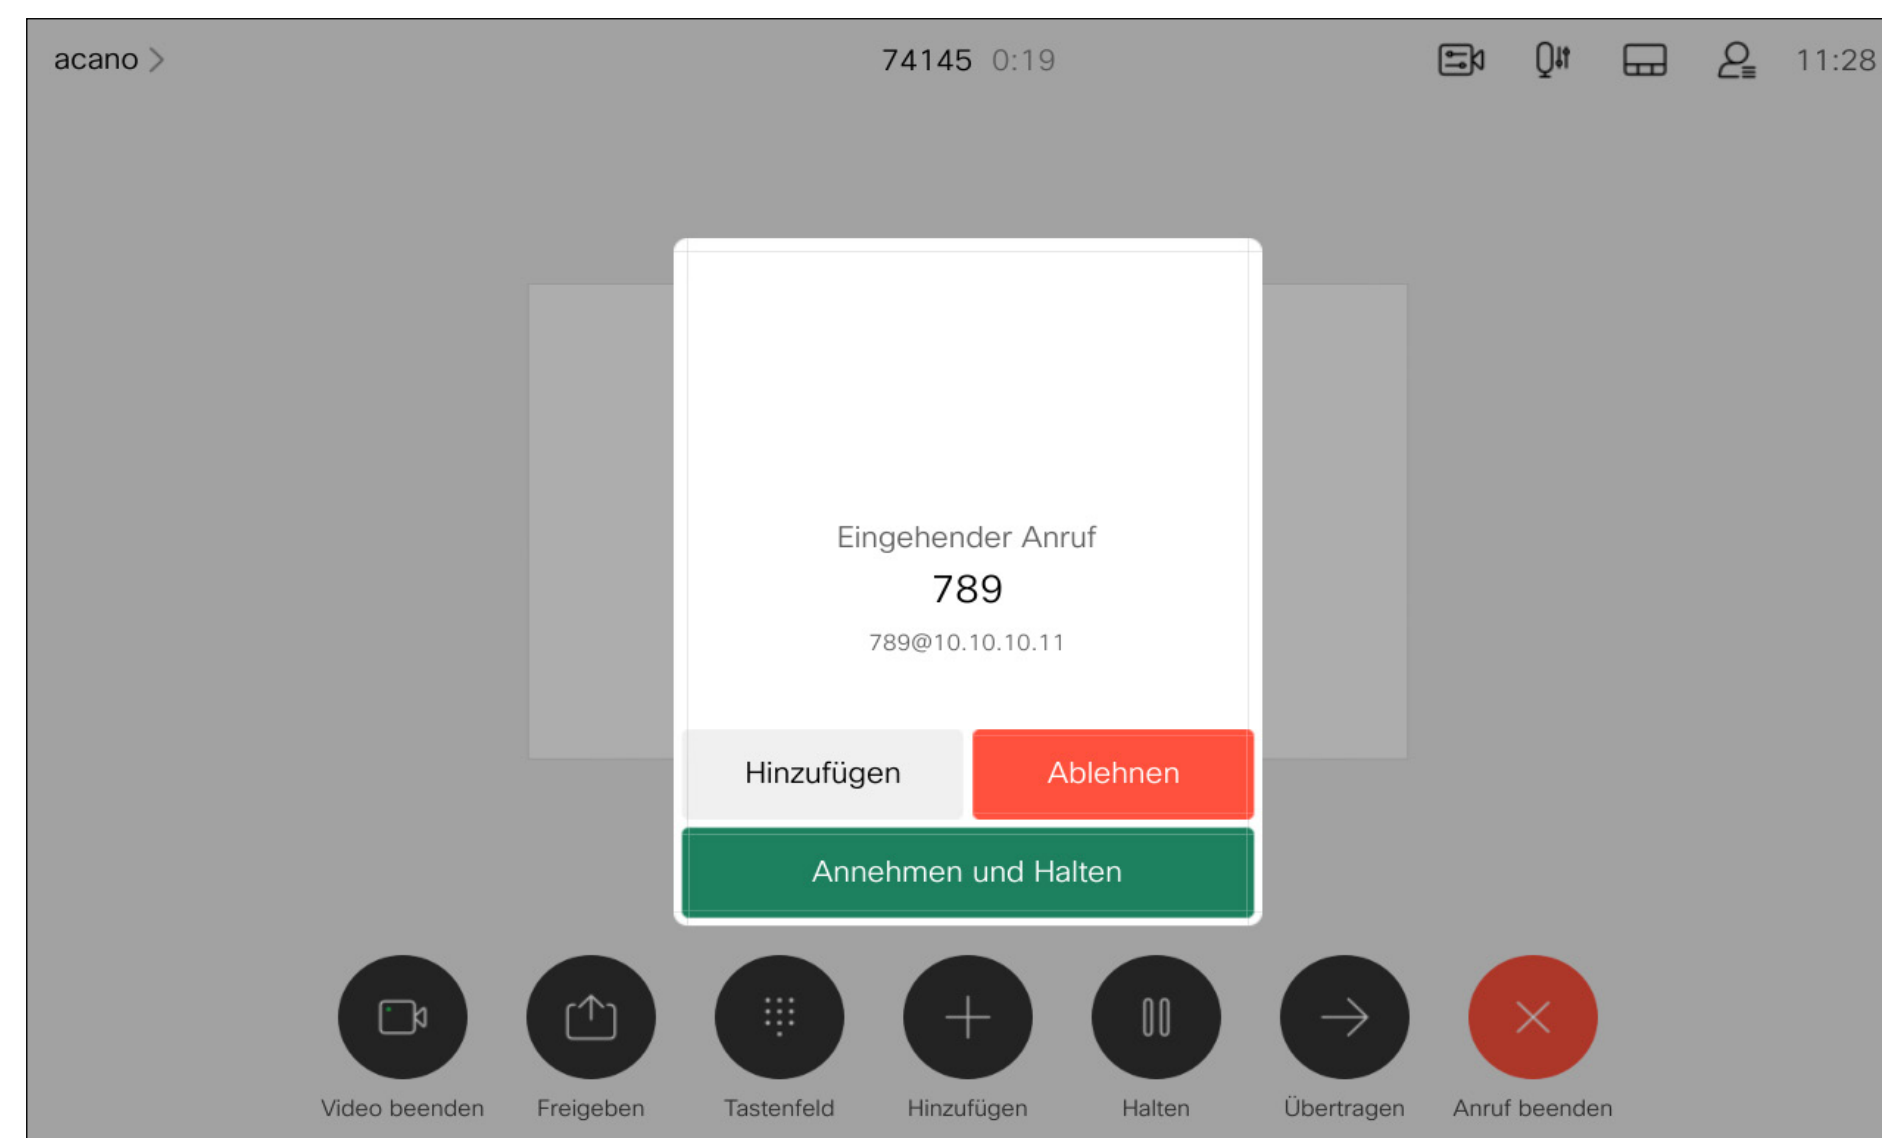 acano
74145 0:19
11:28
Eingehender Anruf
789
789@10.10.10.11
Hinzufügen
Ablehnen
Annehmen und Halten
Video beenden
Freigeben
Tastenfeld
Hinzufügen
Halten
Übertragen
Anruf beenden